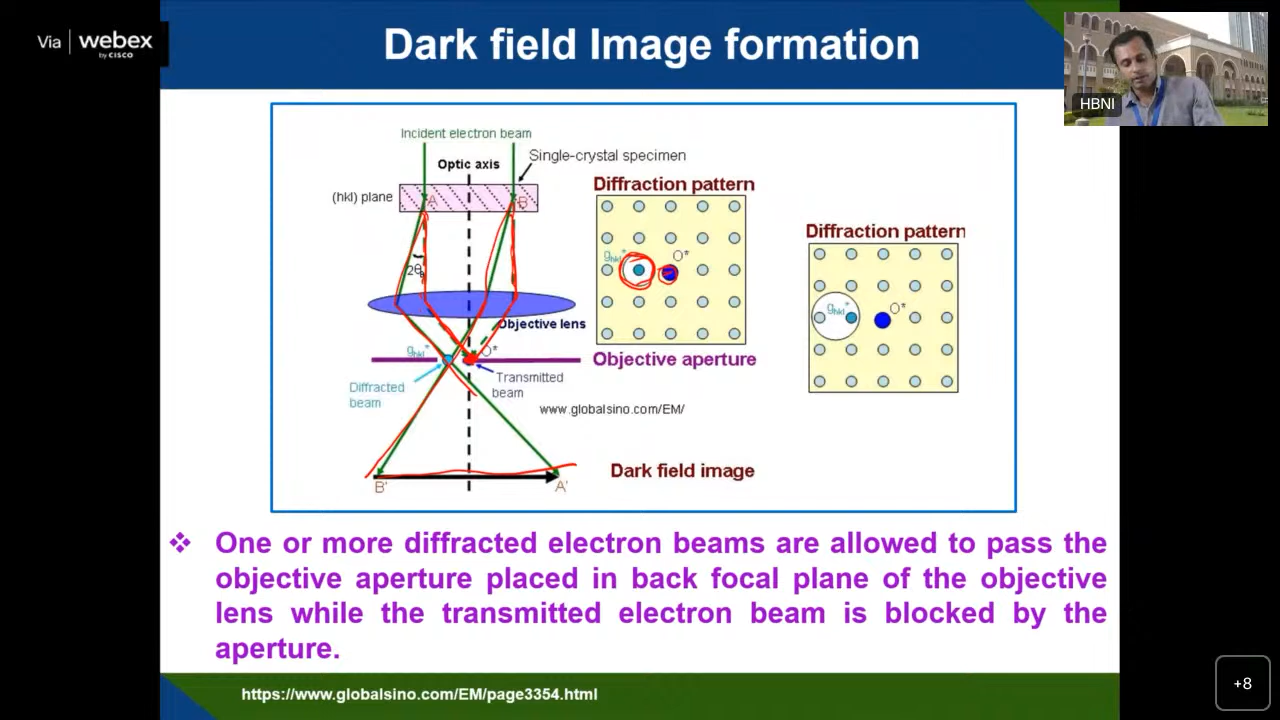 Via | webex
by CISCO
Dark field Image formation
HBNI
Incident electron beam
Optic axis
Single-crystal specimen
(hkl) plane
A
B
2θ
Objective lens
g hkl *
O*
Diffracted
beam
Transmitted
beam
www.globalsino.com/EM/
B'
A'
Dark field image
Diffraction pattern
g hkl *
O*
Objective aperture
Diffraction pattern
g hkl *
O*
❖ One or more diffracted electron beams are allowed to pass the
objective aperture placed in back focal plane of the objective
lens while the transmitted electron beam is blocked by the
aperture.
https://www.globalsino.com/EM/page3354.html
+8